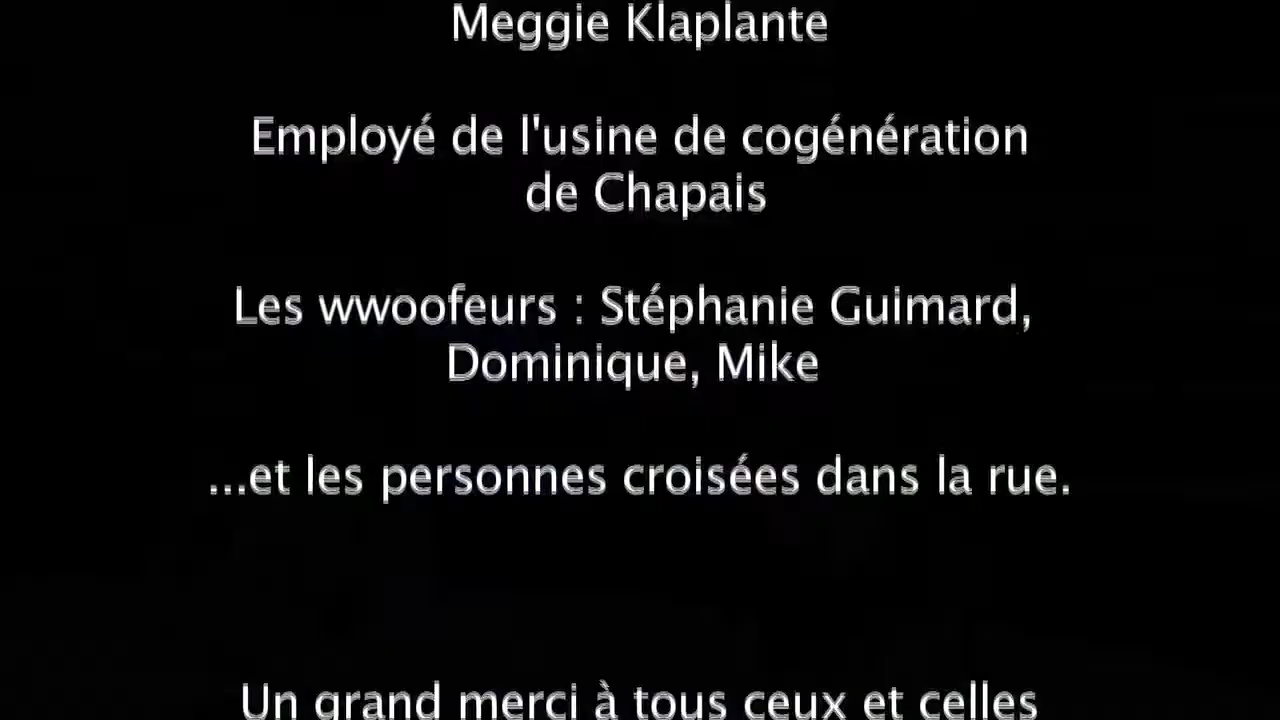 Meggie Klaplante
Employé de l'usine de cogénération
de Chapais
Les wwoofeurs : Stéphanie Guimard,
Dominique, Mike
...et les personnes croisées dans la rue.
Un grand merci à tous ceux et celles